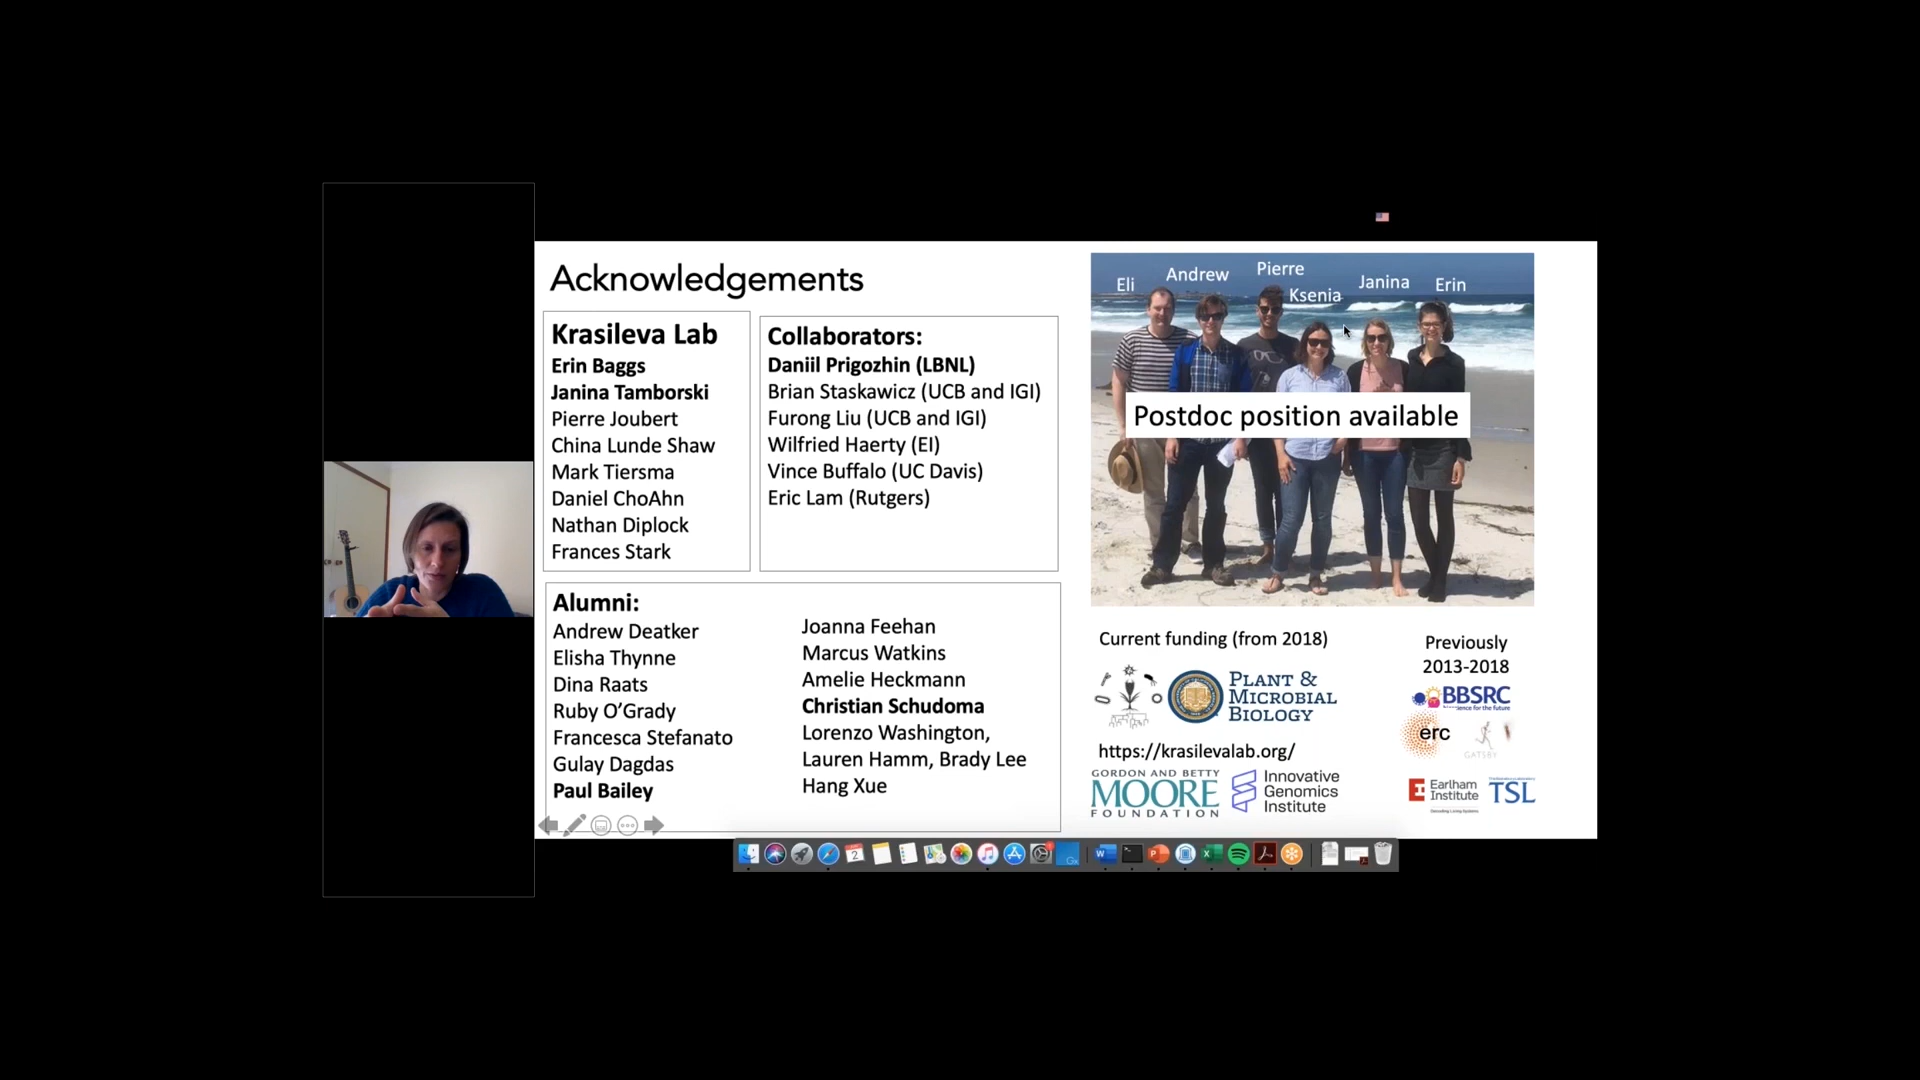 Acknowledgements
Krasileva Lab
Erin Baggs
Janina Tamborski
Pierre Joubert
China Lunde Shaw
Mark Tiersma
Daniel ChoAhn
Nathan Diplock
Frances Stark
Collaborators:
Daniil Prigozhin (LBNL)
Brian Staskawicz (UCB and IGI)
Furong Liu (UCB and IGI)
Wilfried Haerty (EI)
Vince Buffalo (UC Davis)
Eric Lam (Rutgers)
Alumni:
Andrew Deatker
Elisha Thynne
Dina Raats
Ruby O’Grady
Francesca Stefanato
Gulay Dagdas
Paul Bailey
Joanna Feehan
Marcus Watkins
Amelie Heckmann
Christian Schudoma
Lorenzo Washington,
Lauren Hamm, Brady Lee
Hang Xue
Eli
Andrew
Pierre
Ksenia
Janina
Erin
Postdoc position available
Current funding (from 2018)
PLANT &
MICROBIAL
BIOLOGY
https://krasilevalab.org/
GORDON AND BETTY
MOORE
FOUNDATION
Innovative
Genomics
Institute
Previously
2013-2018
BBSRC
erc
GATSBY
Earlham
Institute
TSL
2